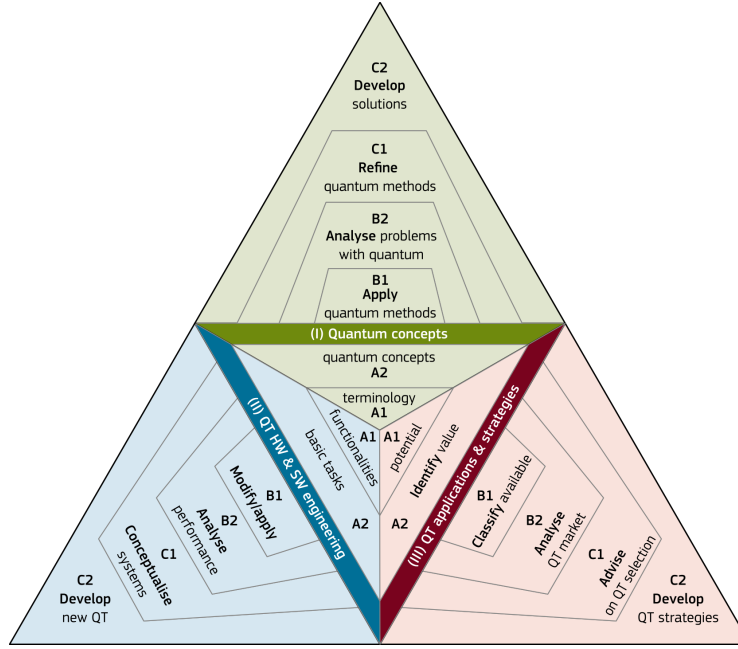 C2
Develop
solutions
C1
Refine
quantum methods
B2
Analyse problems
with quantum
B1
Apply
quantum methods
(I) Quantum concepts
quantum concepts
A2
terminology
A1
(II) QT HW & SW engineering
A1
functionalities
basic tasks
A2
B1
Modify/apply
B2
Analyse
performance
C1
Conceptualise
systems
C2
Develop
new QT
(III) QT applications & strategies
A1
potential
Identify value
A2
B1
Classify available
B2
Analyse
QT market
C1
Advise
on QT selection
C2
Develop
QT strategies